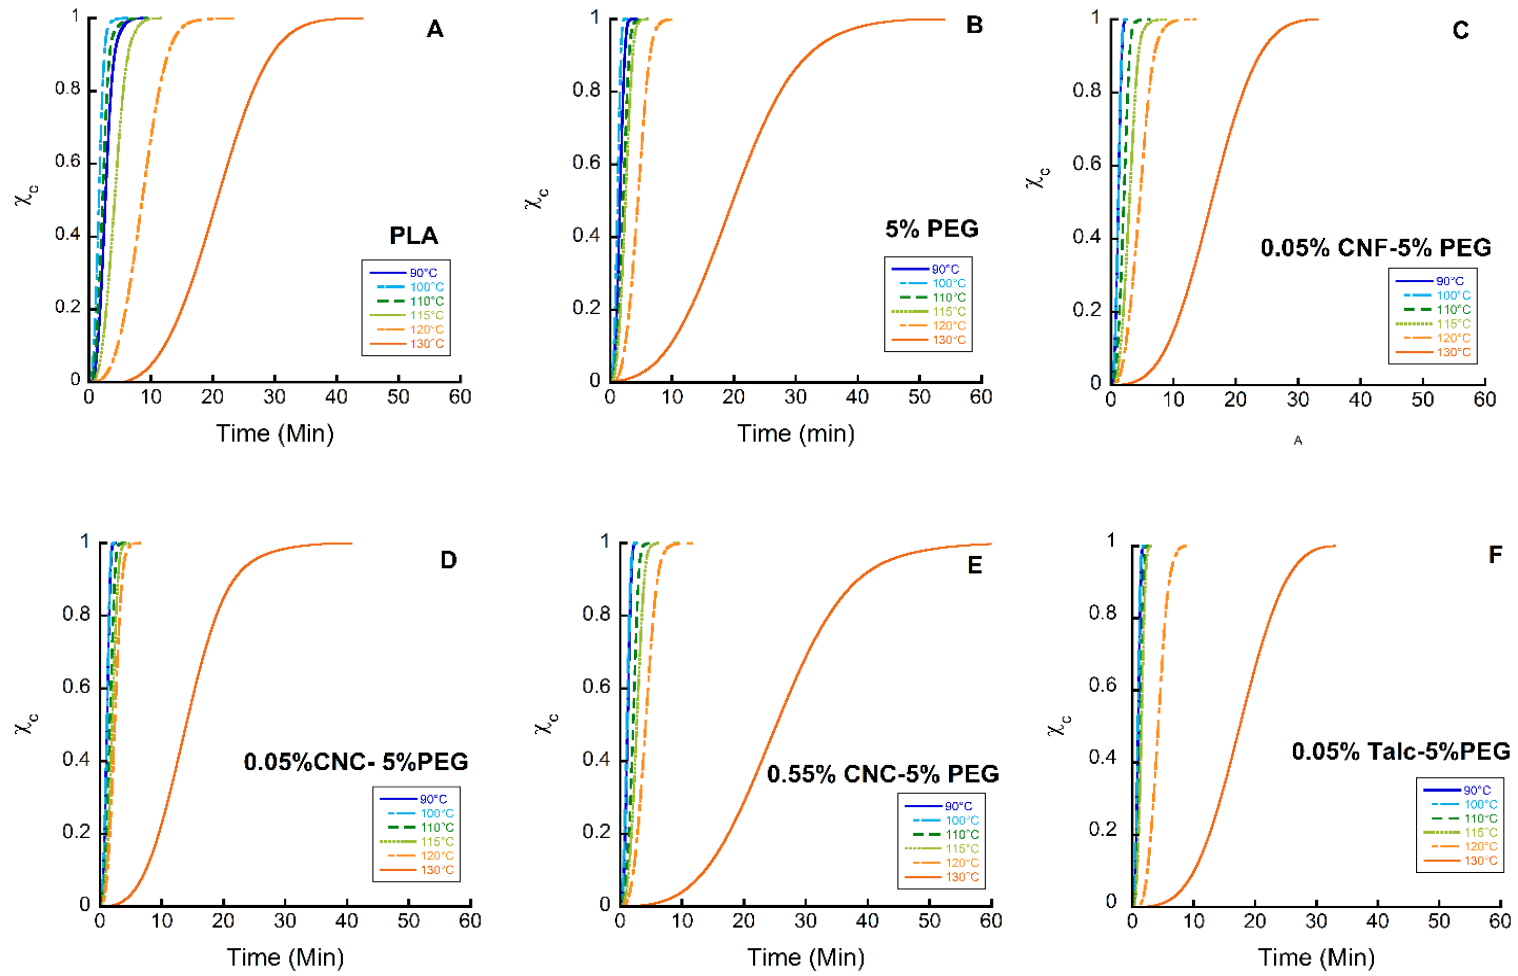 A
1
0.8
0.6
0.4
0.2
0
χc
PLA
90°C
100°C
110°C
115°C
120°C
130°C
0 10 20 30 40 50 60
Time (Min)
B
1
0.8
0.6
0.4
0.2
0
χc
5% PEG
90°C
100°C
110°C
115°C
120°C
130°C
0 10 20 30 40 50 60
Time (min)
C
1
0.8
0.6
0.4
0.2
0
χc
0.05% CNF-5% PEG
90°C
100°C
110°C
115°C
120°C
130°C
0 10 20 30 40 50 60
A
D
1
0.8
0.6
0.4
0.2
0
χc
0.05%CNC- 5%PEG
90°C
100°C
110°C
115°C
120°C
130°C
0 10 20 30 40 50 60
Time (Min)
E
1
0.8
0.6
0.4
0.2
0
χc
0.55% CNC-5% PEG
90°C
100°C
110°C
115°C
120°C
130°C
0 10 20 30 40 50 60
Time (Min)
F
1
0.8
0.6
0.4
0.2
0
χc
0.05% Talc-5%PEG
90°C
100°C
110°C
115°C
120°C
130°C
0 10 20 30 40 50 60
Time (Min)